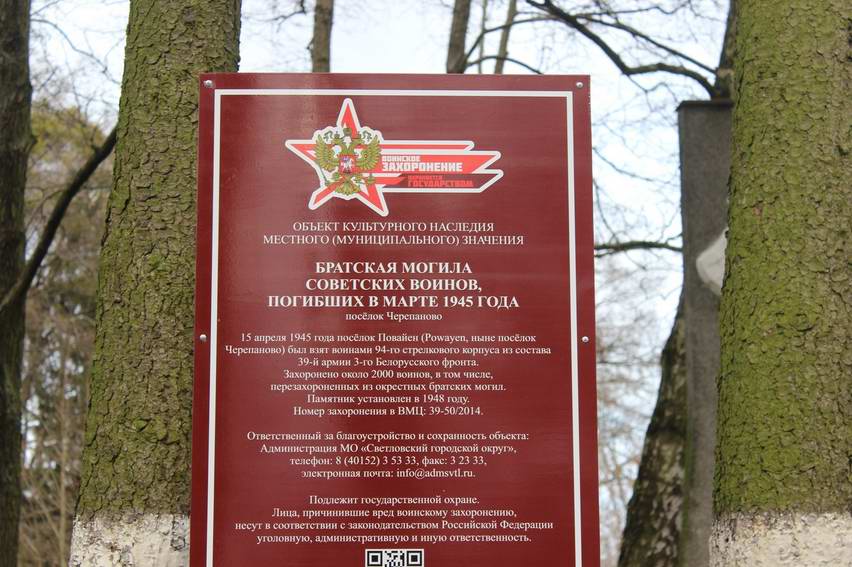 ВОИНСКОЕ
ЗАХОРОНЕНИЕ
ОХРАНЯЕТСЯ
ГОСУДАРСТВОМ
ОБЪЕКТ КУЛЬТУРНОГО НАСЛЕДИЯ
МЕСТНОГО (МУНИЦИПАЛЬНОГО) ЗНАЧЕНИЯ
БРАТСКАЯ МОГИЛА
СОВЕТСКИХ ВОИНОВ,
ПОГИБШИХ В МАРТЕ 1945 ГОДА
посёлок Черепаново
15 апреля 1945 года посёлок Повайен (Powayen, ныне посёлок
Черепаново) был взят воинами 94-го стрелкового корпуса из состава
39-й армии 3-го Белорусского фронта.
Захоронено около 2000 воинов, в том числе,
перезахороненных из окрестных братских могил.
Памятник установлен в 1948 году.
Номер захоронения в ВМЦ: 39-50/2014.
Ответственный за благоустройство и сохранность объекта:
Администрация МО «Светловский городской округ»,
телефон: 8 (40152) 3 53 33, факс: 3 23 33,
электронная почта: info@admsvtl.ru.
Подлежит государственной охране.
Лица, причинившие вред воинскому захоронению,
несут в соответствии с законодательством Российской Федерации
уголовную, административную и иную ответственность.